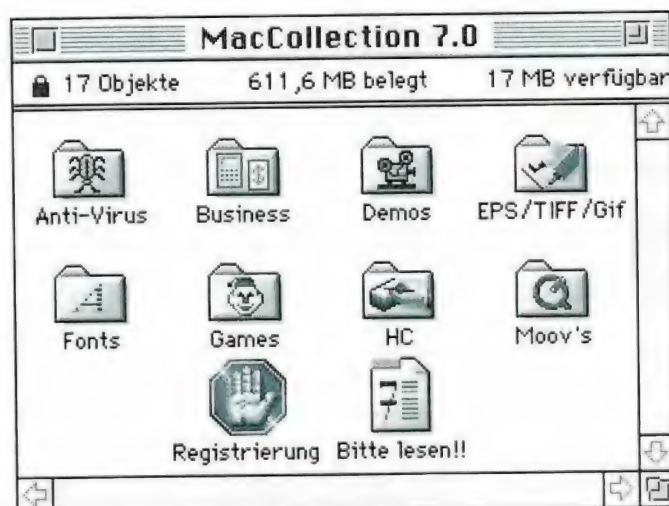 MacCollection 7.0
17 Objekte 611,6 MB belegt 17 MB verfügbar
Anti-Virus Business Demos EPS/TIFF/Gif
Fonts Games HC Moov's
Registrierung Bitte lesen!!